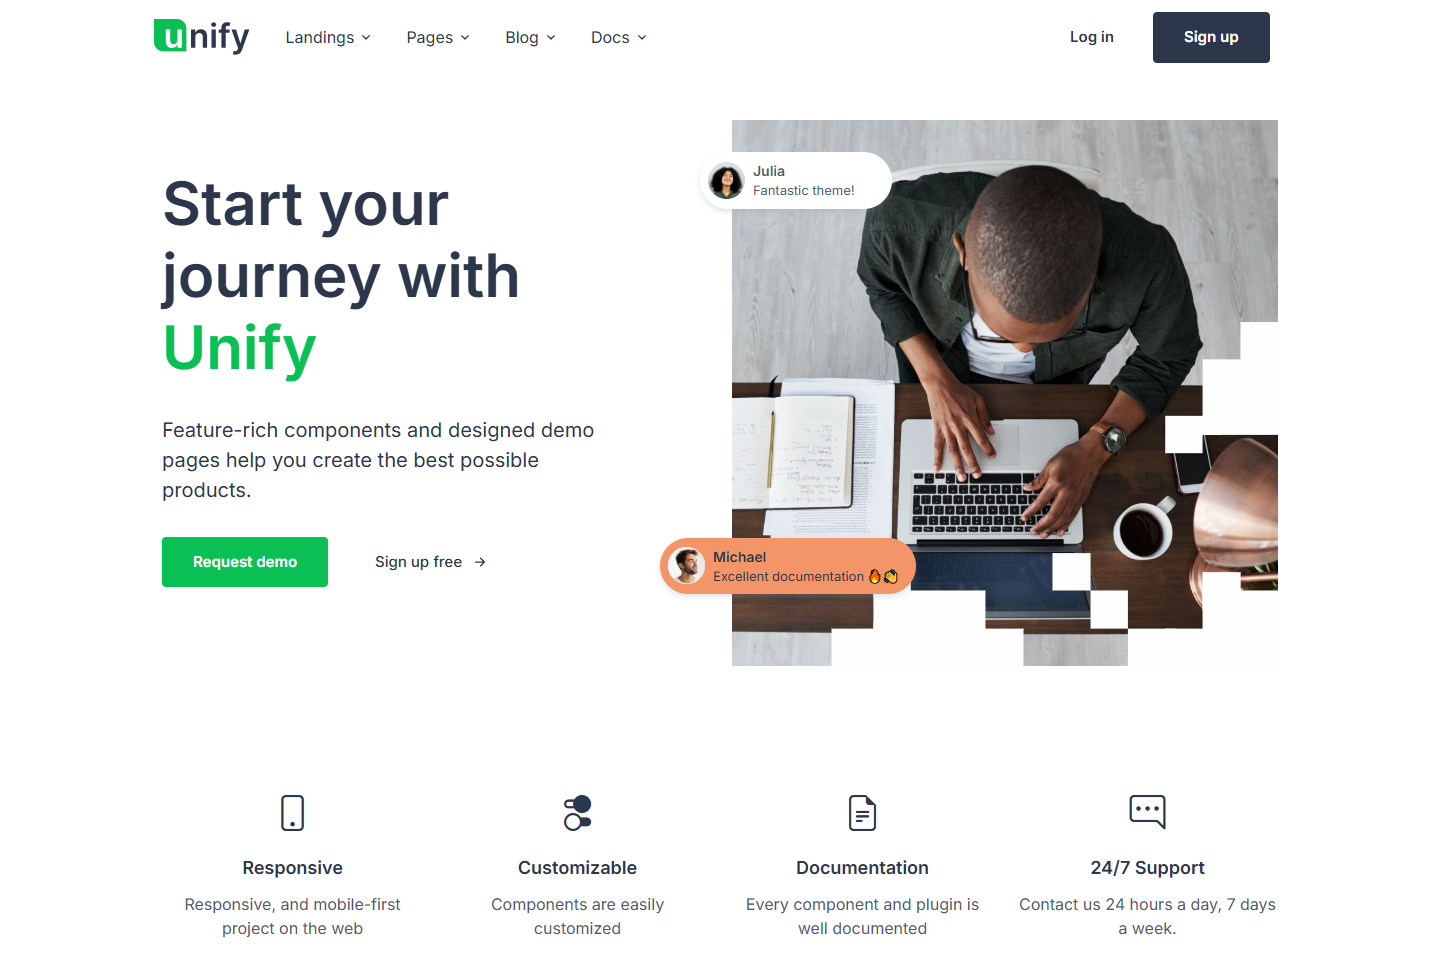 unify
Landings
Pages
Blog
Docs
Log in
Sign up
Start your
journey with
Unify
Feature-rich components and designed demo
pages help you create the best possible
products.
Request demo
Sign up free →
Julia
Fantastic theme!
Michael
Excellent documentation 🔥👏
Responsive
Responsive, and mobile-first
project on the web
Customizable
Components are easily
customized
Documentation
Every component and plugin is
well documented
24/7 Support
Contact us 24 hours a day, 7 days
a week.